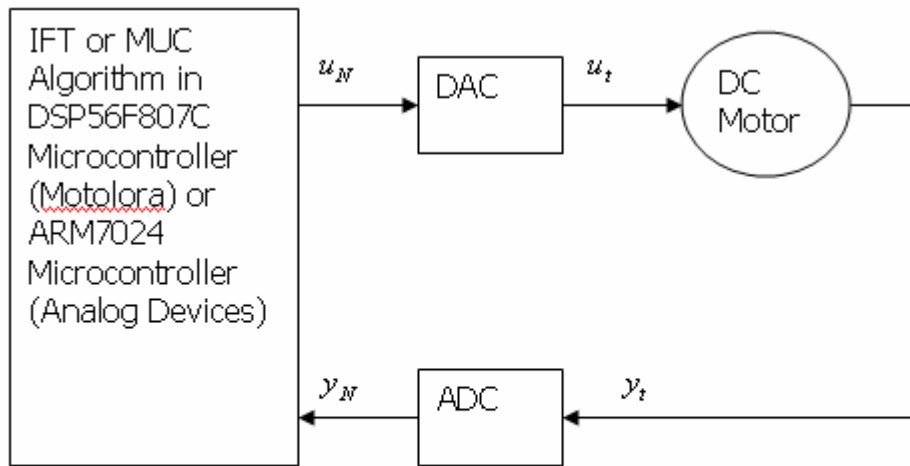 IFT or MUC
Algorithm in
DSP56F807C
Microcontroller
(Motolora) or
ARM7024
Microcontroller
(Analog Devices)
u_N
DAC
u_t
DC
Motor
y_N
ADC
y_t